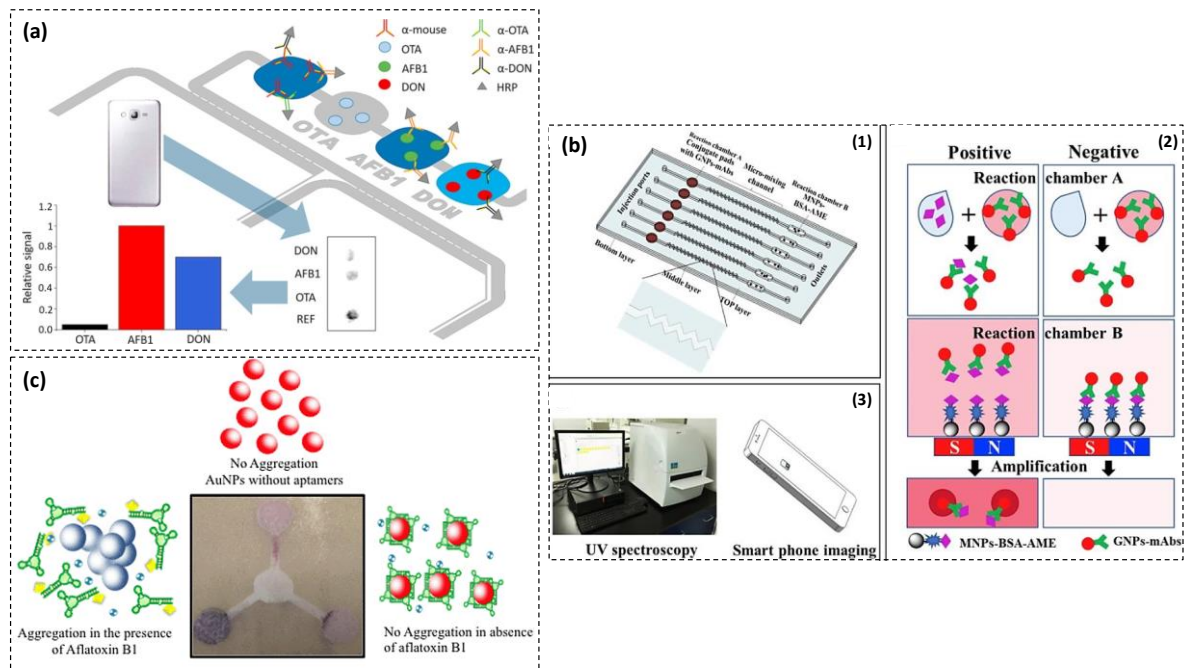 (a)
α-mouse
OTA
AFB1
DON
α-OTA
α-AFB1
α-DON
HRP
OTA AFB1 DON
Relative signal
1.2
1.0
0.8
0.6
0.4
0.2
0.0
OTA
AFB1
DON
DON
AFB1
OTA
REF
(b)
(1)
Injection ports
Reaction chamber A
Conjugate pads
with GNPs-mAbs
Micro-mixing
channel
Reaction chamber B
MNPs-
BSA-AME
Outlets
Bottom layer
Middle layer
TOP layer
(2)
Positive
Negative
Reaction chamber A
+
+
Reaction chamber B
S
N
S
N
Amplification
MNPs-BSA-AME
GNPs-mAbs
(3)
UV spectroscopy
Smart phone imaging
(c)
No Aggregation
AuNPs without aptamers
Aggregation in the presence
of Aflatoxin B1
No Aggregation in absence
of aflatoxin B1